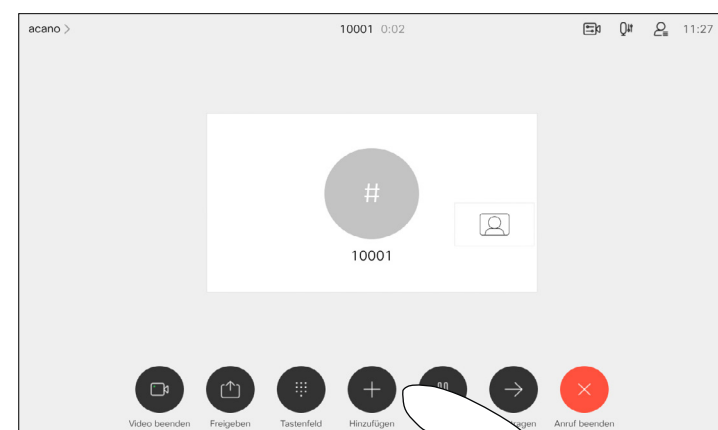 acano 10001 0:02 11:27
#
10001
Video beenden Freigeben Tastenfeld Hinzufügen Anruf beenden